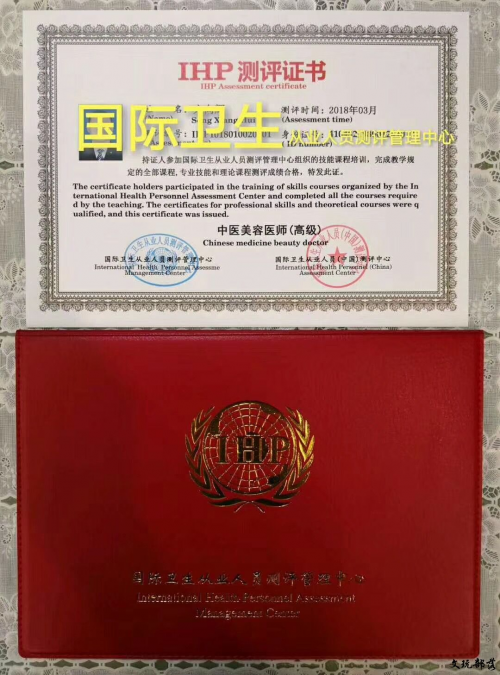 IHP 测评证书
IHP Assessment certificate
测评时间：2018年03月
(Name)
(Assessment time)
国际卫生从业人员测评管理中心
持证人参加国际卫生从业人员测评管理中心组织的技能课程培训，完成教学规
定的全部课程，专业技能和理论课程测评成绩合格，特发此证。
The certificate holders participated in the training of skills courses organized by the In
ternational Health Personnel Assessment Center and completed all the courses require
d by the teaching. The certificates for professional skills and theoretical courses were q
ualified, and this certificate was issued.
中医美容医师（高级）
Chinese medicine beauty doctor
国际卫生从业人员测评管理中心
International Health Personnel Assessme
Management Center
国际卫生从业人员（中国）测评中心
International Health Personnel (China)
Assessment Center
IHP
国际卫生从业人员测评管理中心
International Health Personnel Assessment
Management Center
文玩部落